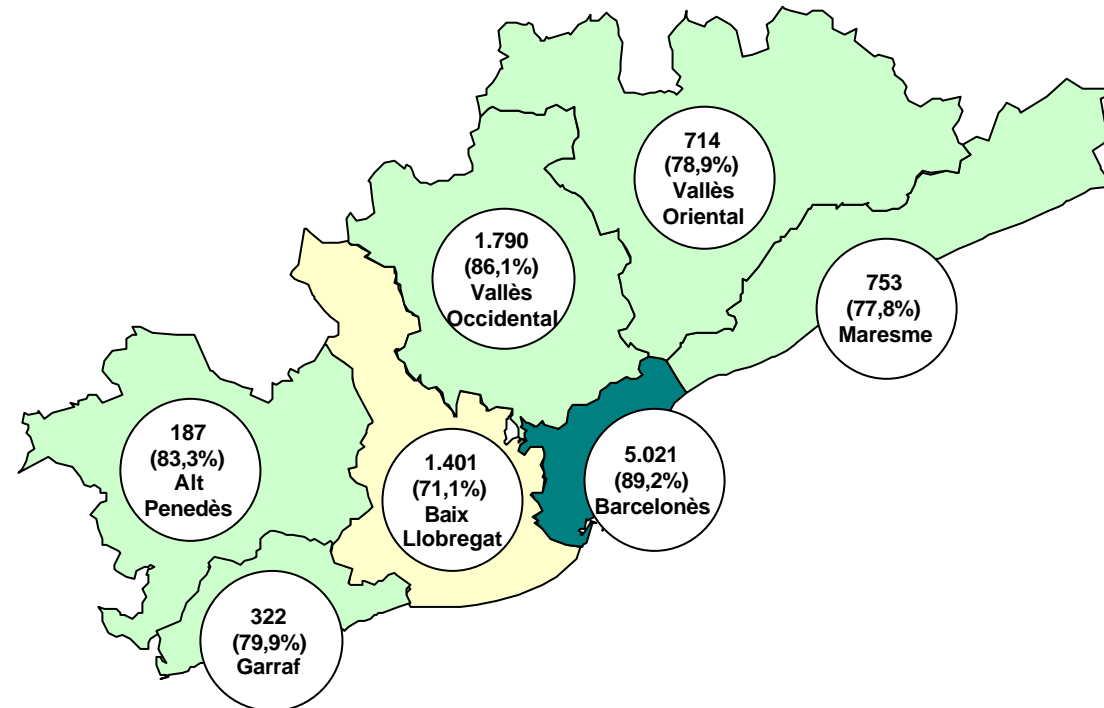 714
(78,9%)
Vallès
Oriental
1.790
(86,1%)
Vallès
Occidental
753
(77,8%)
Maresme
187
(83,3%)
Alt
Penedès
1.401
(71,1%)
Baix
Llobregat
5.021
(89,2%)
Barcelonès
322
(79,9%)
Garraf